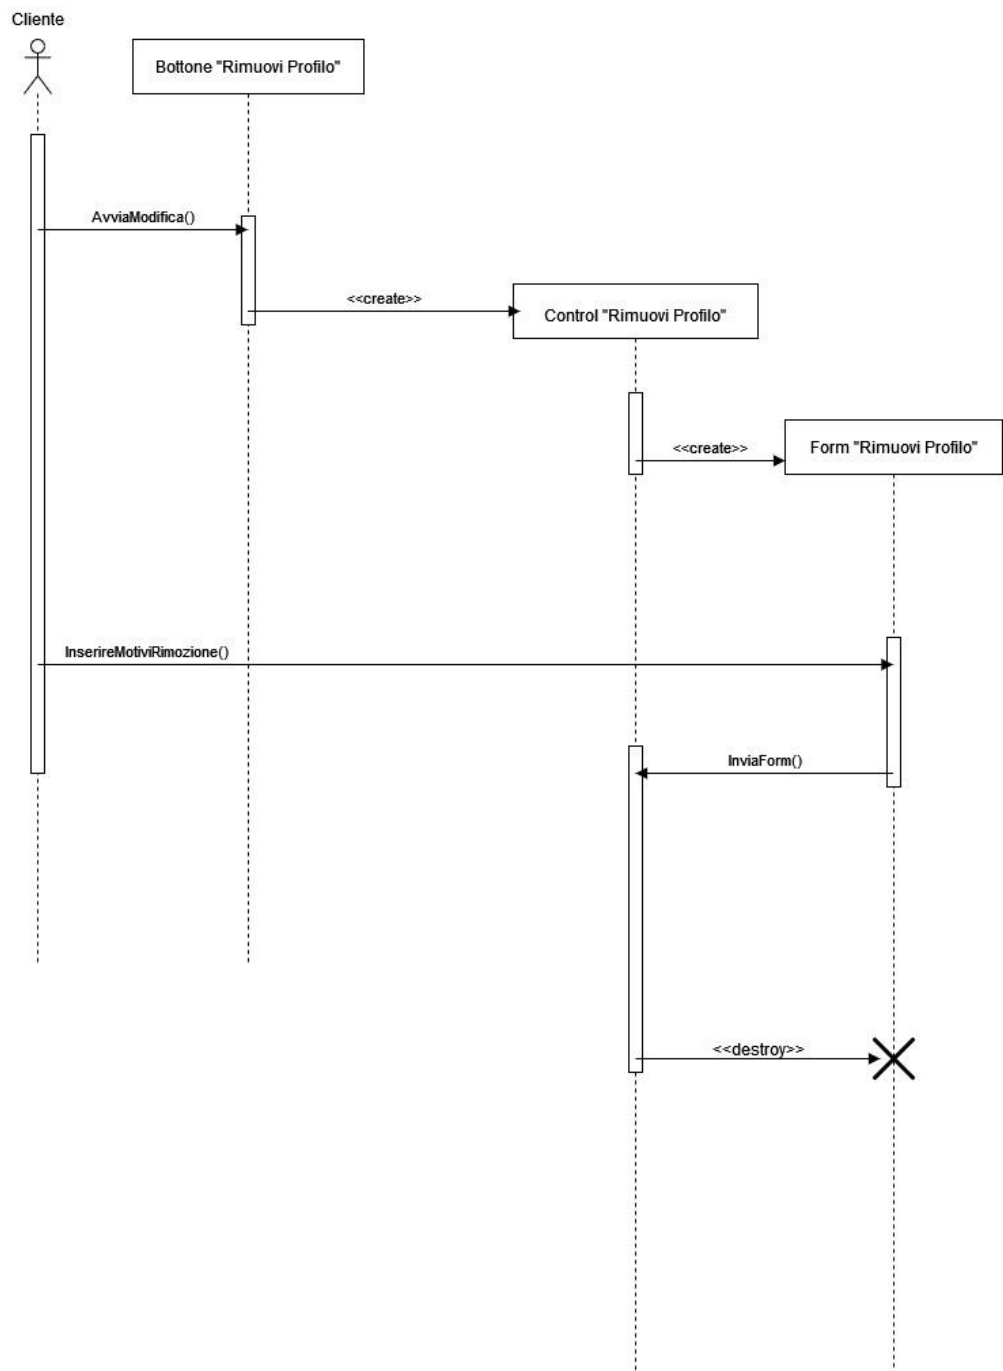 Cliente
Bottone "Rimuovi Profilo"
AvviaModifica()
<<create>>
Control "Rimuovi Profilo"
<<create>>
Form "Rimuovi Profilo"
InserireMotiviRimozione()
InviaForm()
<<destroy>>